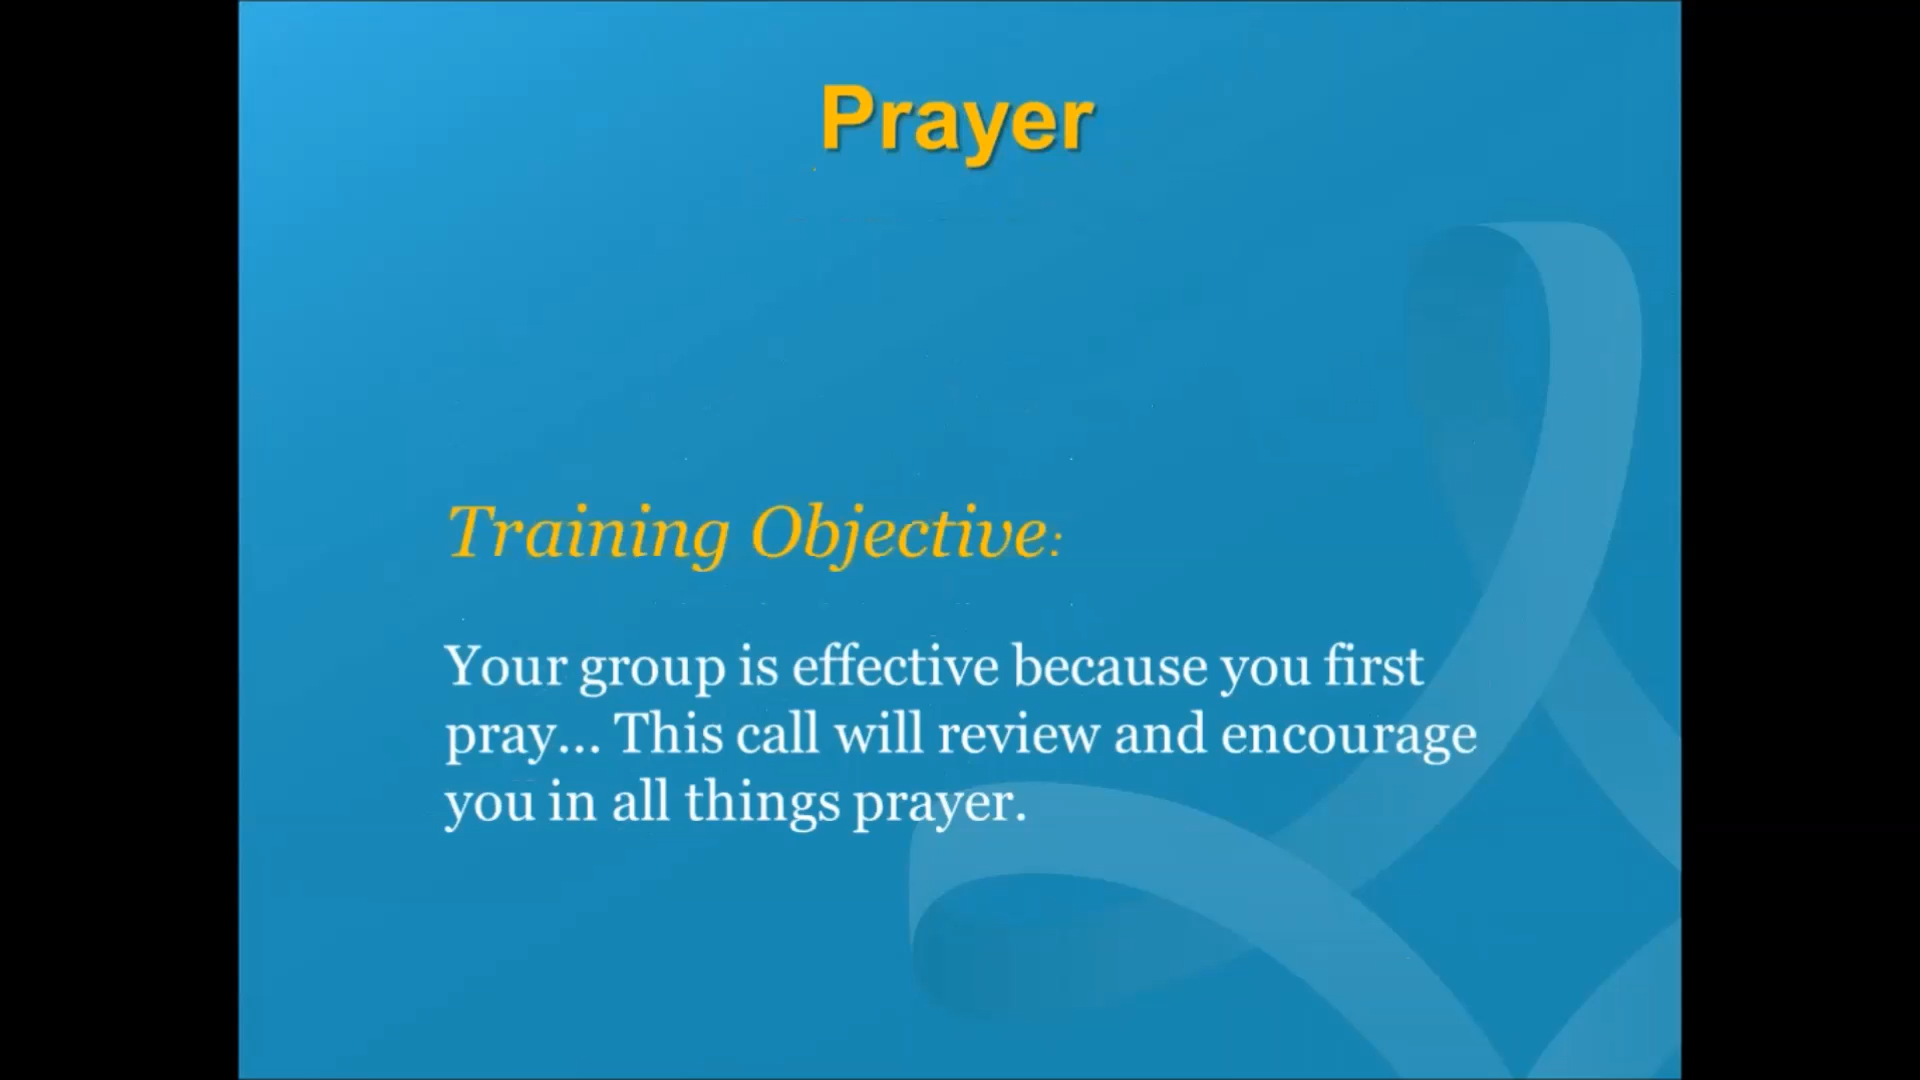 Prayer
Training Objective:
Your group is effective because you first
pray... This call will review and encourage
you in all things prayer.